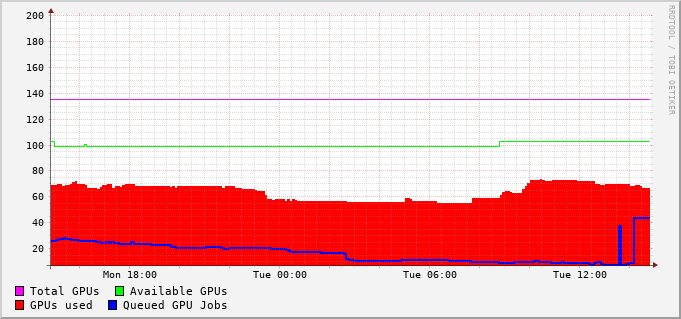 200
180
160
140
120
100
80
60
40
20
Mon 18:00 Tue 00:00 Tue 06:00 Tue 12:00
Total GPUs Available GPUs
GPUs used Queued GPU Jobs
RRDTOOL / TOBI OETIKER